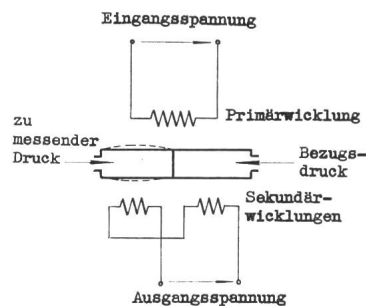 Eingangsspannung
Primärwicklung
zu
messender
Druck
Bezugs-
druck
Sekundär-
wicklungen
Ausgangsspannung